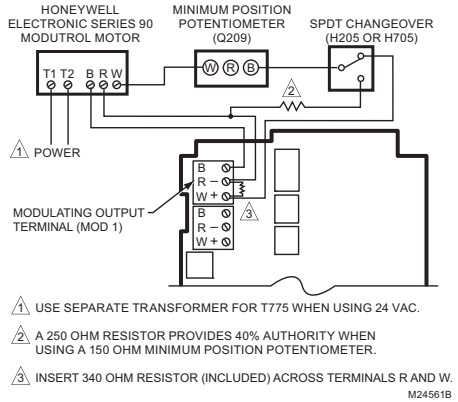 HONEYWELL
ELECTRONIC SERIES 90
MODUTROL MOTOR
MINIMUM POSITION
POTENTIOMETER
(Q209)
SPDT CHANGEOVER
(H205 OR H705)
T1 T2 B R W
W R B
2
1 POWER
B
R –
W +
3
MODULATING OUTPUT
TERMINAL (MOD 1)
B
R –
W +
1 USE SEPARATE TRANSFORMER FOR T775 WHEN USING 24 VAC.
2 A 250 OHM RESISTOR PROVIDES 40% AUTHORITY WHEN
USING A 150 OHM MINIMUM POSITION POTENTIOMETER.
3 INSERT 340 OHM RESISTOR (INCLUDED) ACROSS TERMINALS R AND W.
M24561B